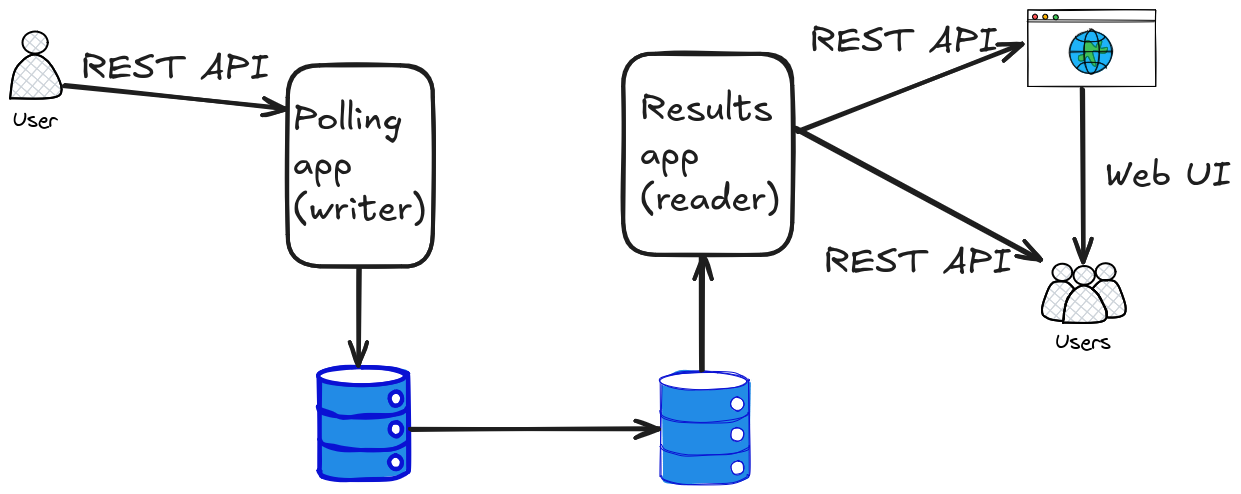 REST API
User
Polling
app
(writer)
Results
app
(reader)
REST API
Web UI
REST API
Users